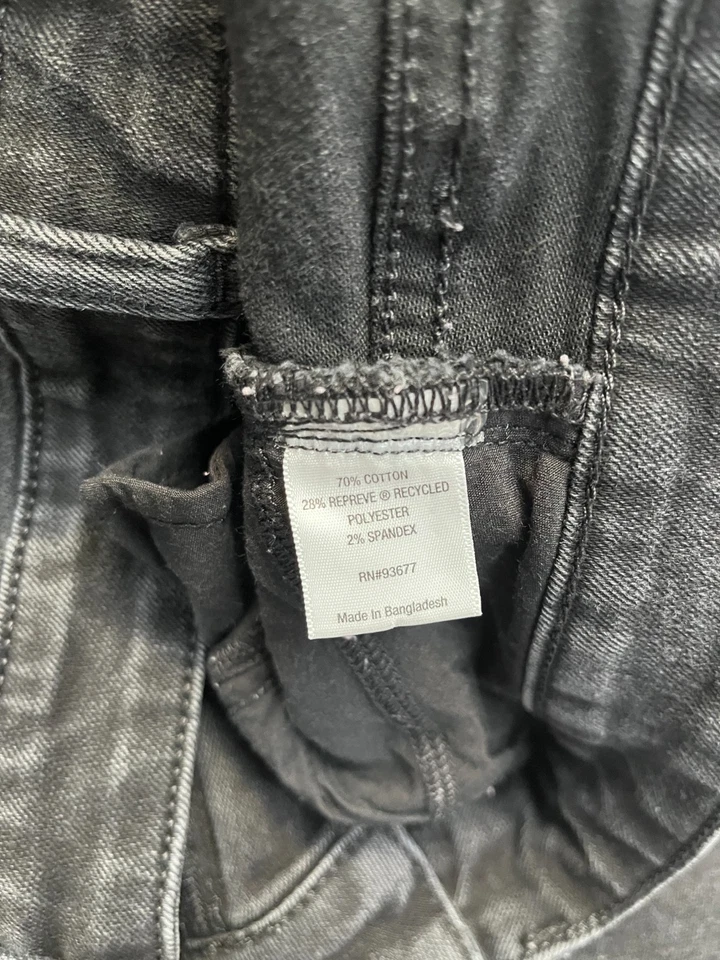 70% COTTON
28% REPREVE ® RECYCLED
POLYESTER
2% SPANDEX
RN#93677
Made In Bangladesh